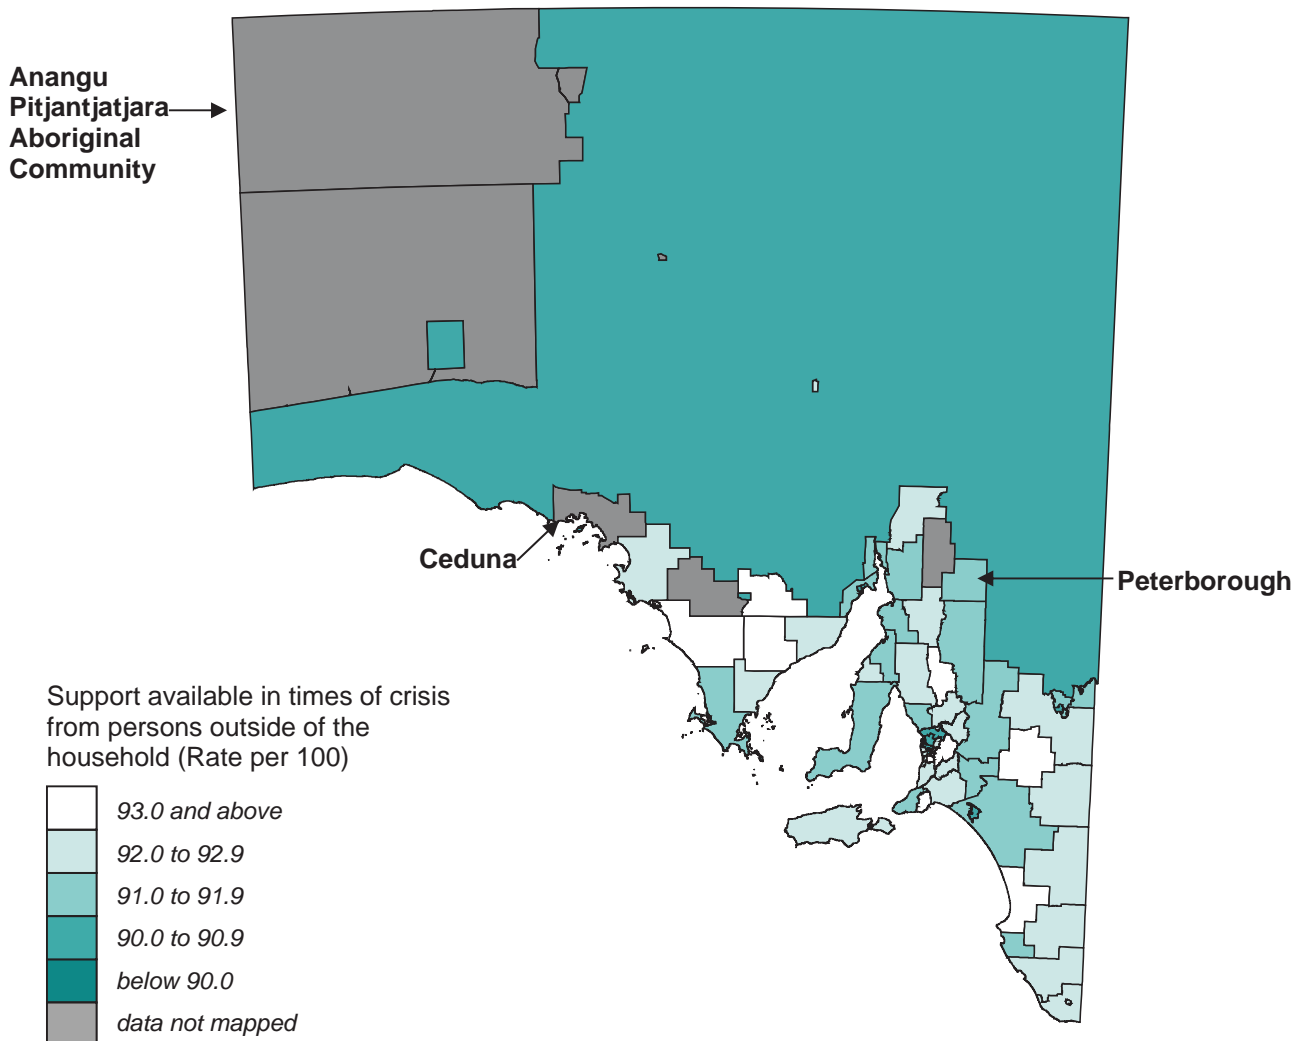 Anangu
Pitjantjatjara
Aboriginal
Community
Ceduna
Peterborough
Support available in times of crisis
from persons outside of the
household (Rate per 100)
93.0 and above
92.0 to 92.9
91.0 to 91.9
90.0 to 90.9
below 90.0
data not mapped